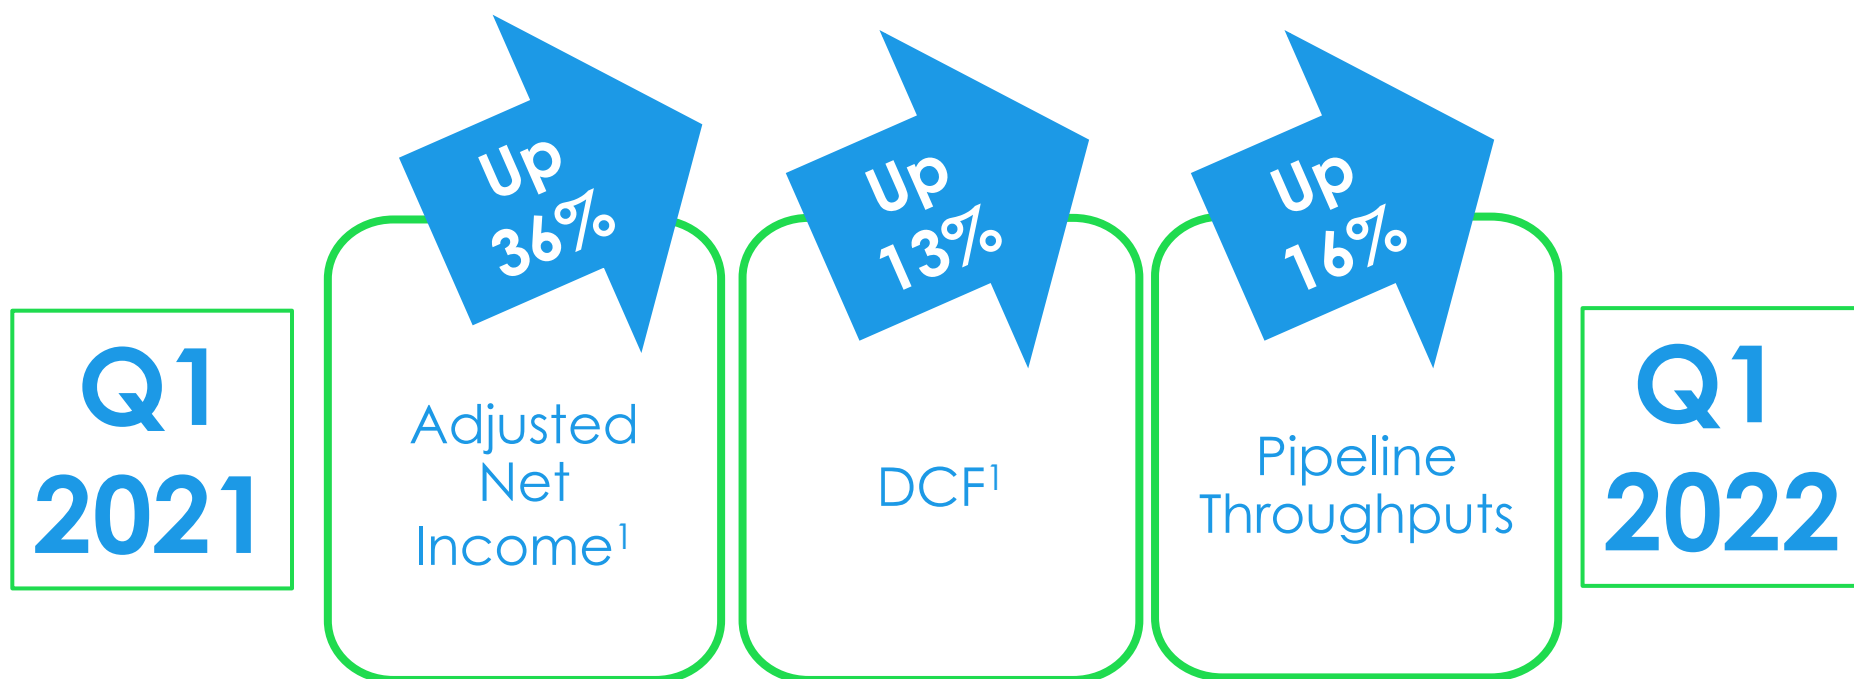 Q1
2021
Up
36%
Adjusted
Net
Income¹
Up
13%
DCF¹
Up
16%
Pipeline
Throughputs
Q1
2022